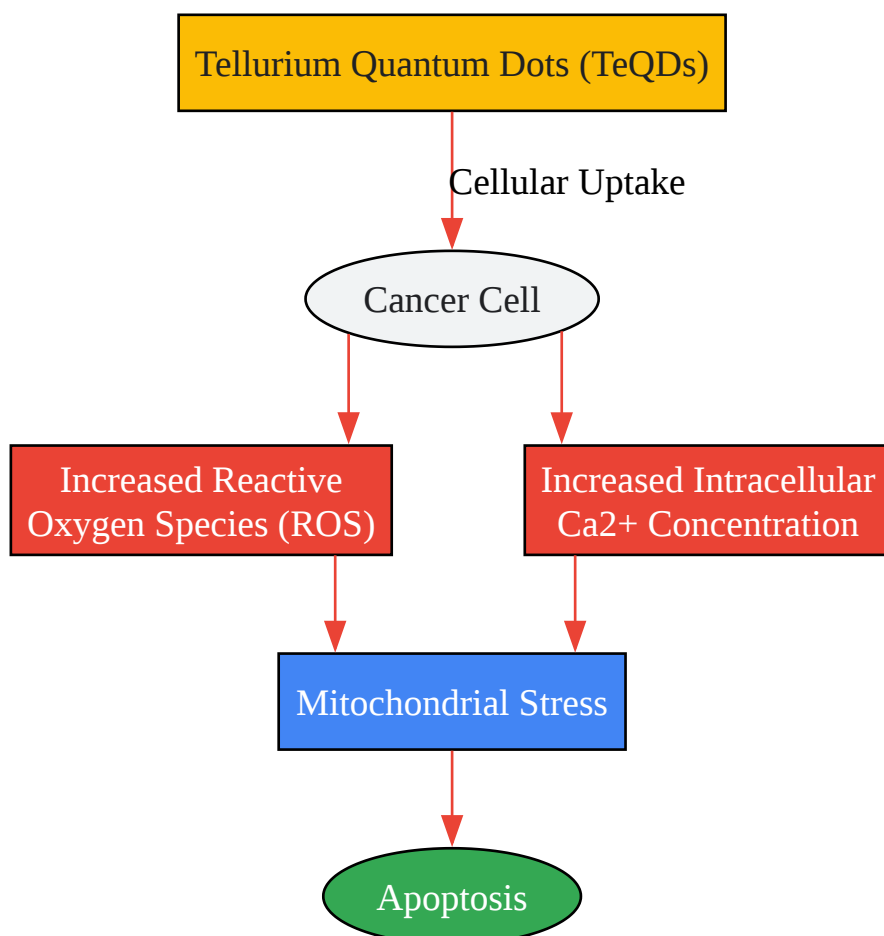 Tellurium Quantum Dots (TeQDs)
Cellular Uptake
Cancer Cell
Increased Reactive
Oxygen Species (ROS)
Increased Intracellular
Ca2+ Concentration
Mitochondrial Stress
Apoptosis